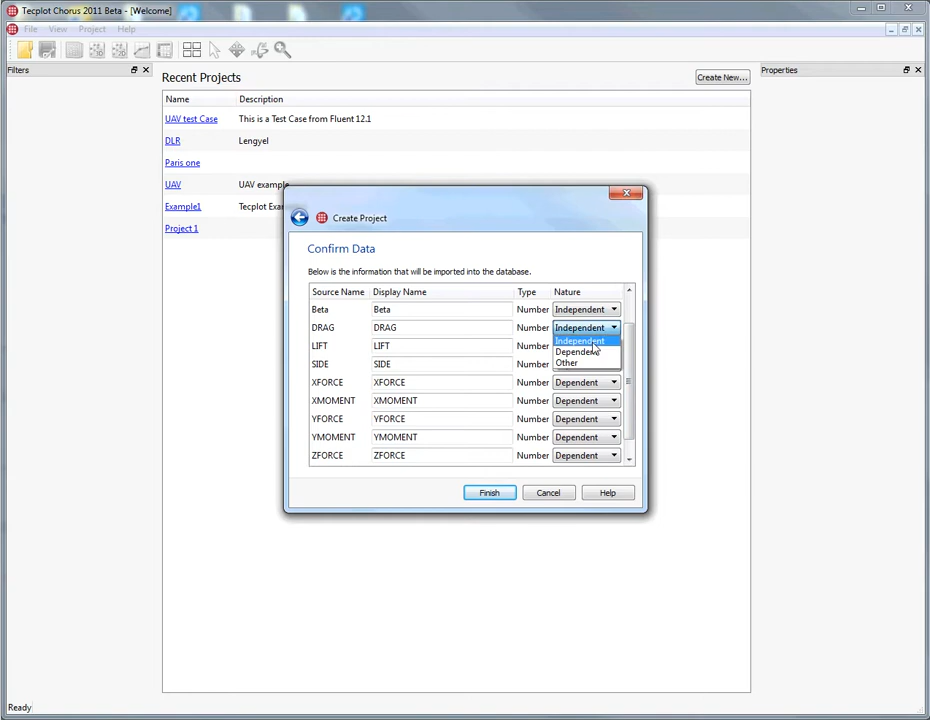 Tecplot Chorus 2011 Beta - [Welcome]
File View Project Help
Filters
Recent Projects
Create New...
Properties
Name Description
UAV test Case This is a Test Case from Fluent 12.1
DLR Lengyel
Paris one
UAV UAV example
Example1 Tecplot Exa
Project 1
Create Project
Confirm Data
Below is the information that will be imported into the database.
Source Name Display Name Type Nature
Beta Beta Number Independent
DRAG DRAG Number Independent
Independent
LIFT LIFT Number
Dependent
SIDE SIDE Number
Other
XFORCE XFORCE Number Dependent
XMOMENT XMOMENT Number Dependent
YFORCE YFORCE Number Dependent
YMOMENT YMOMENT Number Dependent
ZFORCE ZFORCE Number Dependent
Finish Cancel Help
Ready